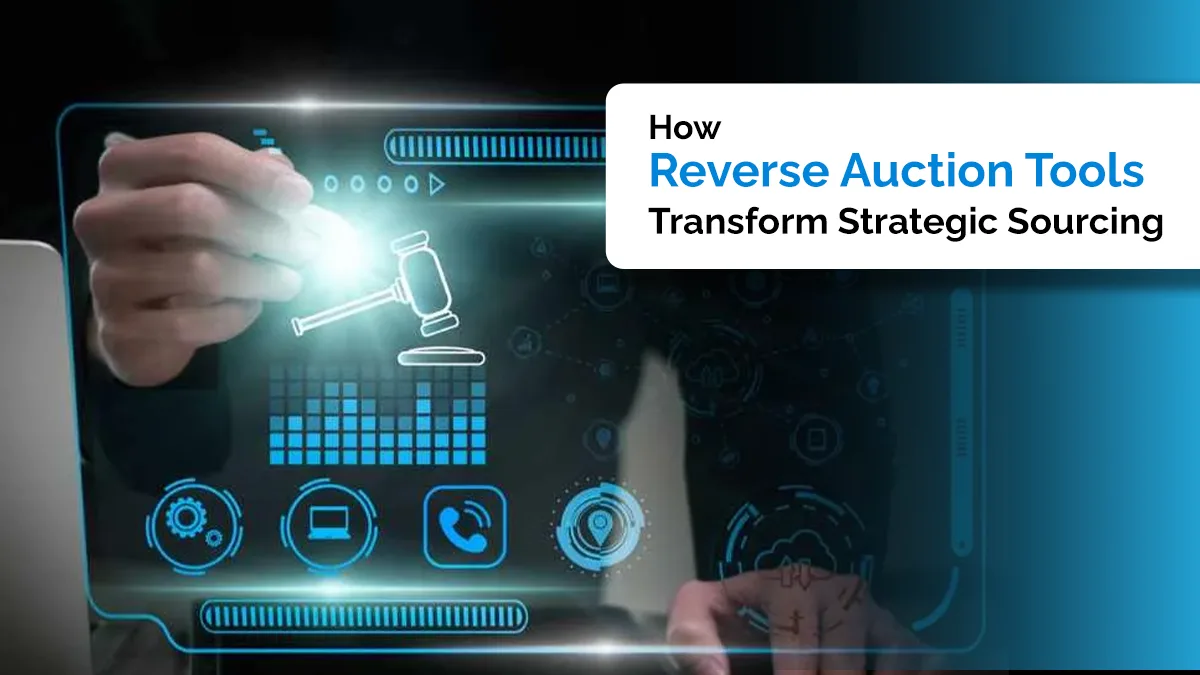 How
Reverse Auction Tools
Transform Strategic Sourcing